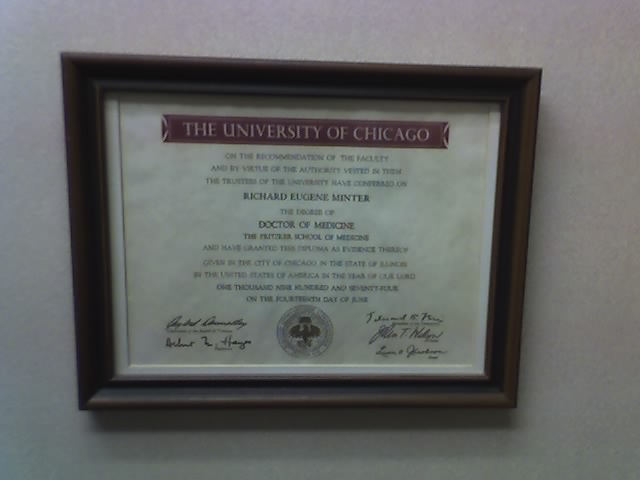 THE UNIVERSITY OF CHICAGO
ON THE RECOMMENDATION OF THE FACULTY
AND BY VIRTUE OF THE AUTHORITY VESTED IN THEM
THE TRUSTEES OF THE UNIVERSITY HAVE CONFERRED ON
RICHARD EUGENE MINTER
THE DEGREE OF
DOCTOR OF MEDICINE
THE PRITZKER SCHOOL OF MEDICINE
AND HAVE GRANTED THIS DIPLOMA AS EVIDENCE THEREOF
GIVEN IN THE CITY OF CHICAGO IN THE STATE OF ILLINOIS
IN THE UNITED STATES OF AMERICA IN THE YEAR OF OUR LORD
ONE THOUSAND NINE HUNDRED AND SEVENTY-FOUR
ON THE FOURTEENTH DAY OF JUNE
John T. Wilson